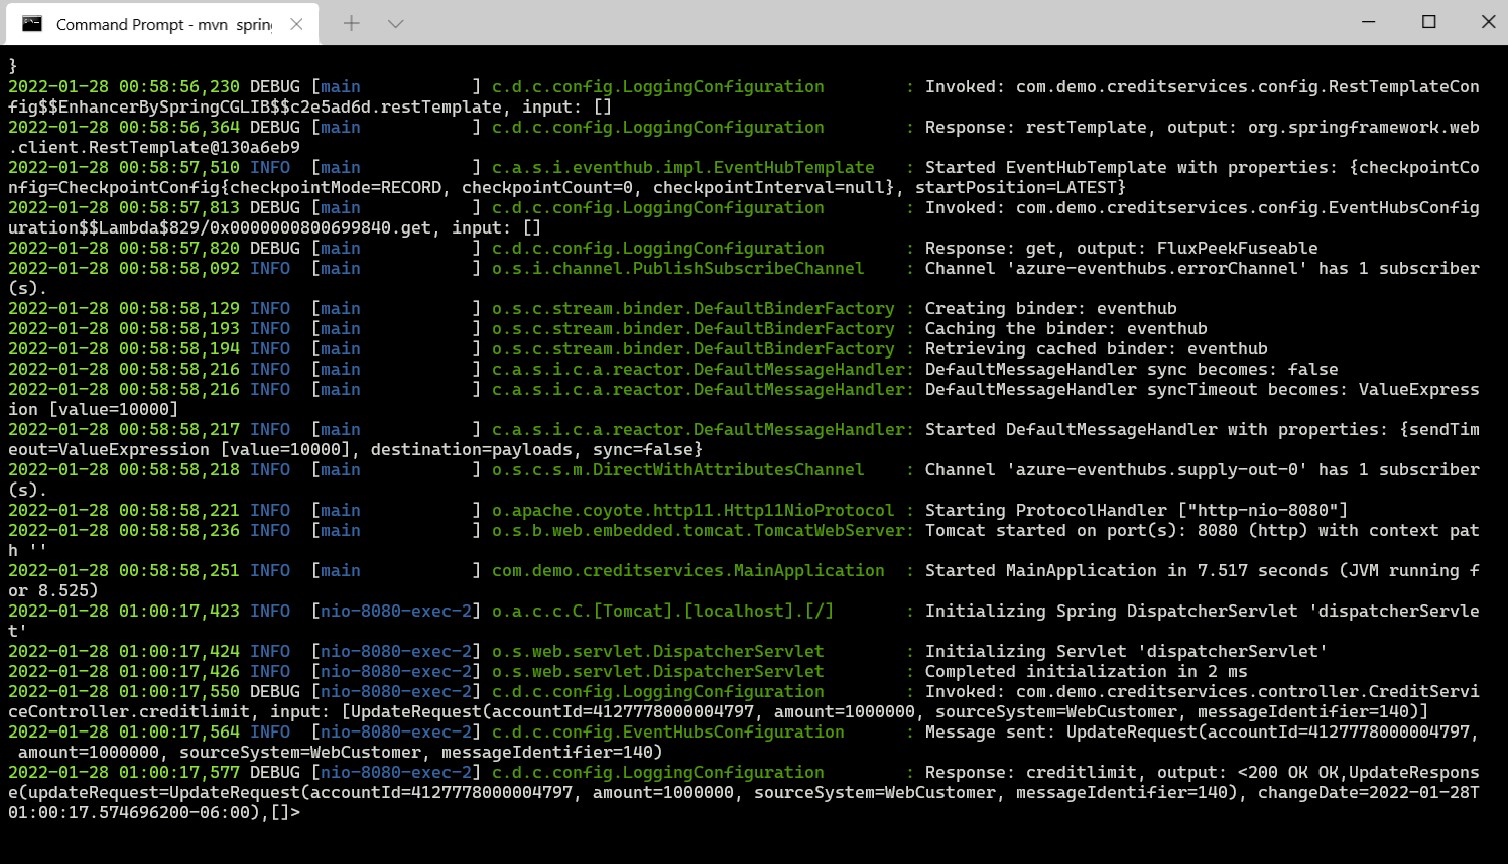 Command Prompt - mvn  sprin
}
2022-01-28 00:58:56,230 DEBUG [main           ] c.d.c.config.LoggingConfiguration        : Invoked: com.demo.creditservices.config.RestTemplateCon
fig$$EnhancerBySpringCGLIB$$c2e5ad6d.restTemplate, input: []
2022-01-28 00:58:56,364 DEBUG [main           ] c.d.c.config.LoggingConfiguration        : Response: restTemplate, output: org.springframework.web
.client.RestTemplate@130a6eb9
2022-01-28 00:58:57,510 INFO  [main           ] c.a.s.i.eventhub.impl.EventHubTemplate   : Started EventHubTemplate with properties: {checkpointCo
nfig=CheckpointConfig{checkpointMode=RECORD, checkpointCount=0, checkpointInterval=null}, startPosition=LATEST}
2022-01-28 00:58:57,813 DEBUG [main           ] c.d.c.config.LoggingConfiguration        : Invoked: com.demo.creditservices.config.EventHubsConfig
uration$$Lambda$829/0x0000000800699840.get, input: []
2022-01-28 00:58:57,820 DEBUG [main           ] c.d.c.config.LoggingConfiguration        : Response: get, output: FluxPeekFuseable
2022-01-28 00:58:58,092 INFO  [main           ] o.s.i.channel.PublishSubscribeChannel    : Channel 'azure-eventhubs.errorChannel' has 1 subscriber
(s).
2022-01-28 00:58:58,129 INFO  [main           ] o.s.c.stream.binder.DefaultBinderFactory : Creating binder: eventhub
2022-01-28 00:58:58,193 INFO  [main           ] o.s.c.stream.binder.DefaultBinderFactory : Caching the binder: eventhub
2022-01-28 00:58:58,194 INFO  [main           ] o.s.c.stream.binder.DefaultBinderFactory : Retrieving cached binder: eventhub
2022-01-28 00:58:58,216 INFO  [main           ] c.a.s.i.c.a.reactor.DefaultMessageHandler: DefaultMessageHandler sync becomes: false
2022-01-28 00:58:58,216 INFO  [main           ] c.a.s.i.c.a.reactor.DefaultMessageHandler: DefaultMessageHandler syncTimeout becomes: ValueExpress
ion [value=10000]
2022-01-28 00:58:58,217 INFO  [main           ] c.a.s.i.c.a.reactor.DefaultMessageHandler: Started DefaultMessageHandler with properties: {sendTim
eout=ValueExpression [value=10000], destination=payloads, sync=false}
2022-01-28 00:58:58,218 INFO  [main           ] o.s.c.s.m.DirectWithAttributesChannel    : Channel 'azure-eventhubs.supply-out-0' has 1 subscriber
(s).
2022-01-28 00:58:58,221 INFO  [main           ] o.apache.coyote.http11.Http11NioProtocol : Starting ProtocolHandler ["http-nio-8080"]
2022-01-28 00:58:58,236 INFO  [main           ] o.s.b.web.embedded.tomcat.TomcatWebServer: Tomcat started on port(s): 8080 (http) with context pat
h ''
2022-01-28 00:58:58,251 INFO  [main           ] com.demo.creditservices.MainApplication  : Started MainApplication in 7.517 seconds (JVM running f
or 8.525)
2022-01-28 01:00:17,423 INFO  [nio-8080-exec-2] o.a.c.c.C.[Tomcat].[localhost].[/]       : Initializing Spring DispatcherServlet 'dispatcherServle
t'
2022-01-28 01:00:17,424 INFO  [nio-8080-exec-2] o.s.web.servlet.DispatcherServlet        : Initializing Servlet 'dispatcherServlet'
2022-01-28 01:00:17,426 INFO  [nio-8080-exec-2] o.s.web.servlet.DispatcherServlet        : Completed initialization in 2 ms
2022-01-28 01:00:17,550 DEBUG [nio-8080-exec-2] c.d.c.config.LoggingConfiguration        : Invoked: com.demo.creditservices.controller.CreditServi
ceController.creditlimit, input: [UpdateRequest(accountId=4127778000004797, amount=1000000, sourceSystem=WebCustomer, messageIdentifier=140)]
2022-01-28 01:00:17,564 INFO  [nio-8080-exec-2] c.d.c.config.EventHubsConfiguration      : Message sent: UpdateRequest(accountId=4127778000004797,
 amount=1000000, sourceSystem=WebCustomer, messageIdentifier=140)
2022-01-28 01:00:17,577 DEBUG [nio-8080-exec-2] c.d.c.config.LoggingConfiguration        : Response: creditlimit, output: <200 OK OK,UpdateRespons
e(updateRequest=UpdateRequest(accountId=4127778000004797, amount=1000000, sourceSystem=WebCustomer, messageIdentifier=140), changeDate=2022-01-28T
01:00:17.574696200-06:00),[]>